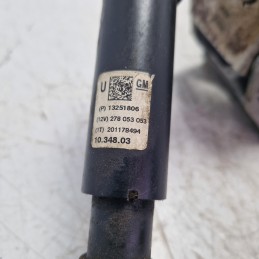 U GM
(P) 13251806
(12V) 278 053 053
(1T) 201178494
10.348.03